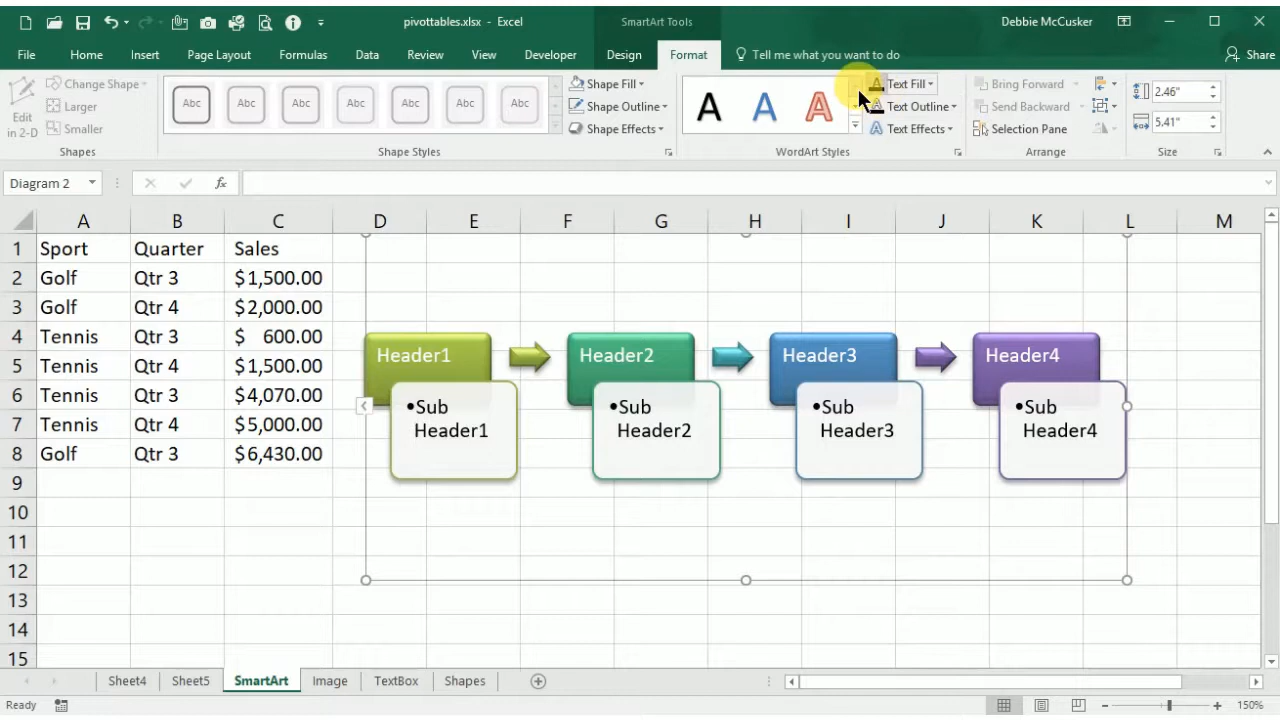 pivottables.xlsx - Excel
SmartArt Tools
Debbie McCusker
File Home Insert Page Layout Formulas Data Review View Developer Design Format Tell me what you want to do Share
Edit in 2-D
Change Shape
Larger
Smaller
Shapes
Abc Abc Abc Abc Abc Abc Abc
Shape Fill
Shape Outline
Shape Effects
Shape Styles
A A A
Text Fill
Text Outline
Text Effects
WordArt Styles
Bring Forward
Send Backward
Selection Pane
Arrange
2.46"
5.41"
Size
Diagram 2
fx
A B C D E F G H I J K L M
1 Sport Quarter Sales
2 Golf Qtr 3 $1,500.00
3 Golf Qtr 4 $2,000.00
4 Tennis Qtr 3 $ 600.00
5 Tennis Qtr 4 $1,500.00
6 Tennis Qtr 3 $4,070.00
7 Tennis Qtr 4 $5,000.00
8 Golf Qtr 3 $6,430.00
9
10
11
12
13
14
15
Header1
•Sub
Header1
Header2
•Sub
Header2
Header3
•Sub
Header3
Header4
•Sub
Header4
Sheet4 Sheet5 SmartArt Image TextBox Shapes
Ready
150%